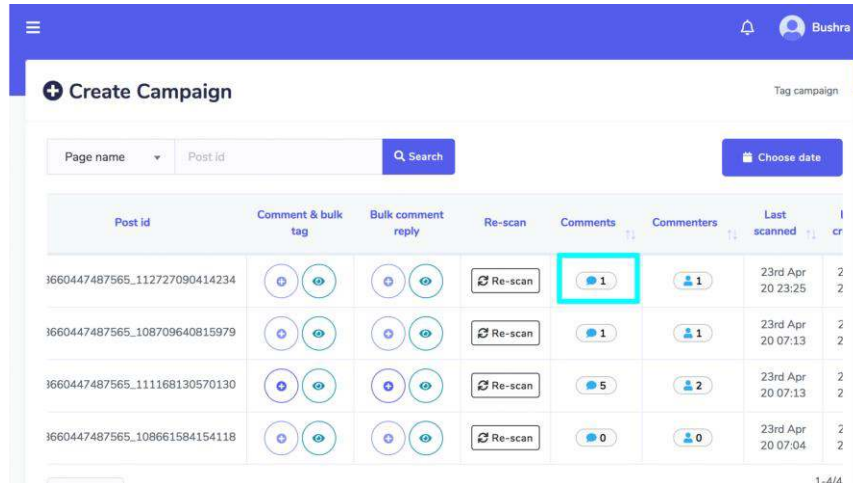 Bushra
Create Campaign
Tag campaign
Page name
Post id
Search
Choose date
Post id
Comment & bulk tag
Bulk comment reply
Re-scan
Comments
Commenters
Last scanned
3660447487565_112727090414234
Re-scan
1
1
23rd Apr
20 23:25
3660447487565_108709640815979
Re-scan
1
1
23rd Apr
20 07:13
3660447487565_111168130570130
Re-scan
5
2
23rd Apr
20 07:13
3660447487565_108661584154118
Re-scan
0
0
23rd Apr
20 07:04
1-4/4